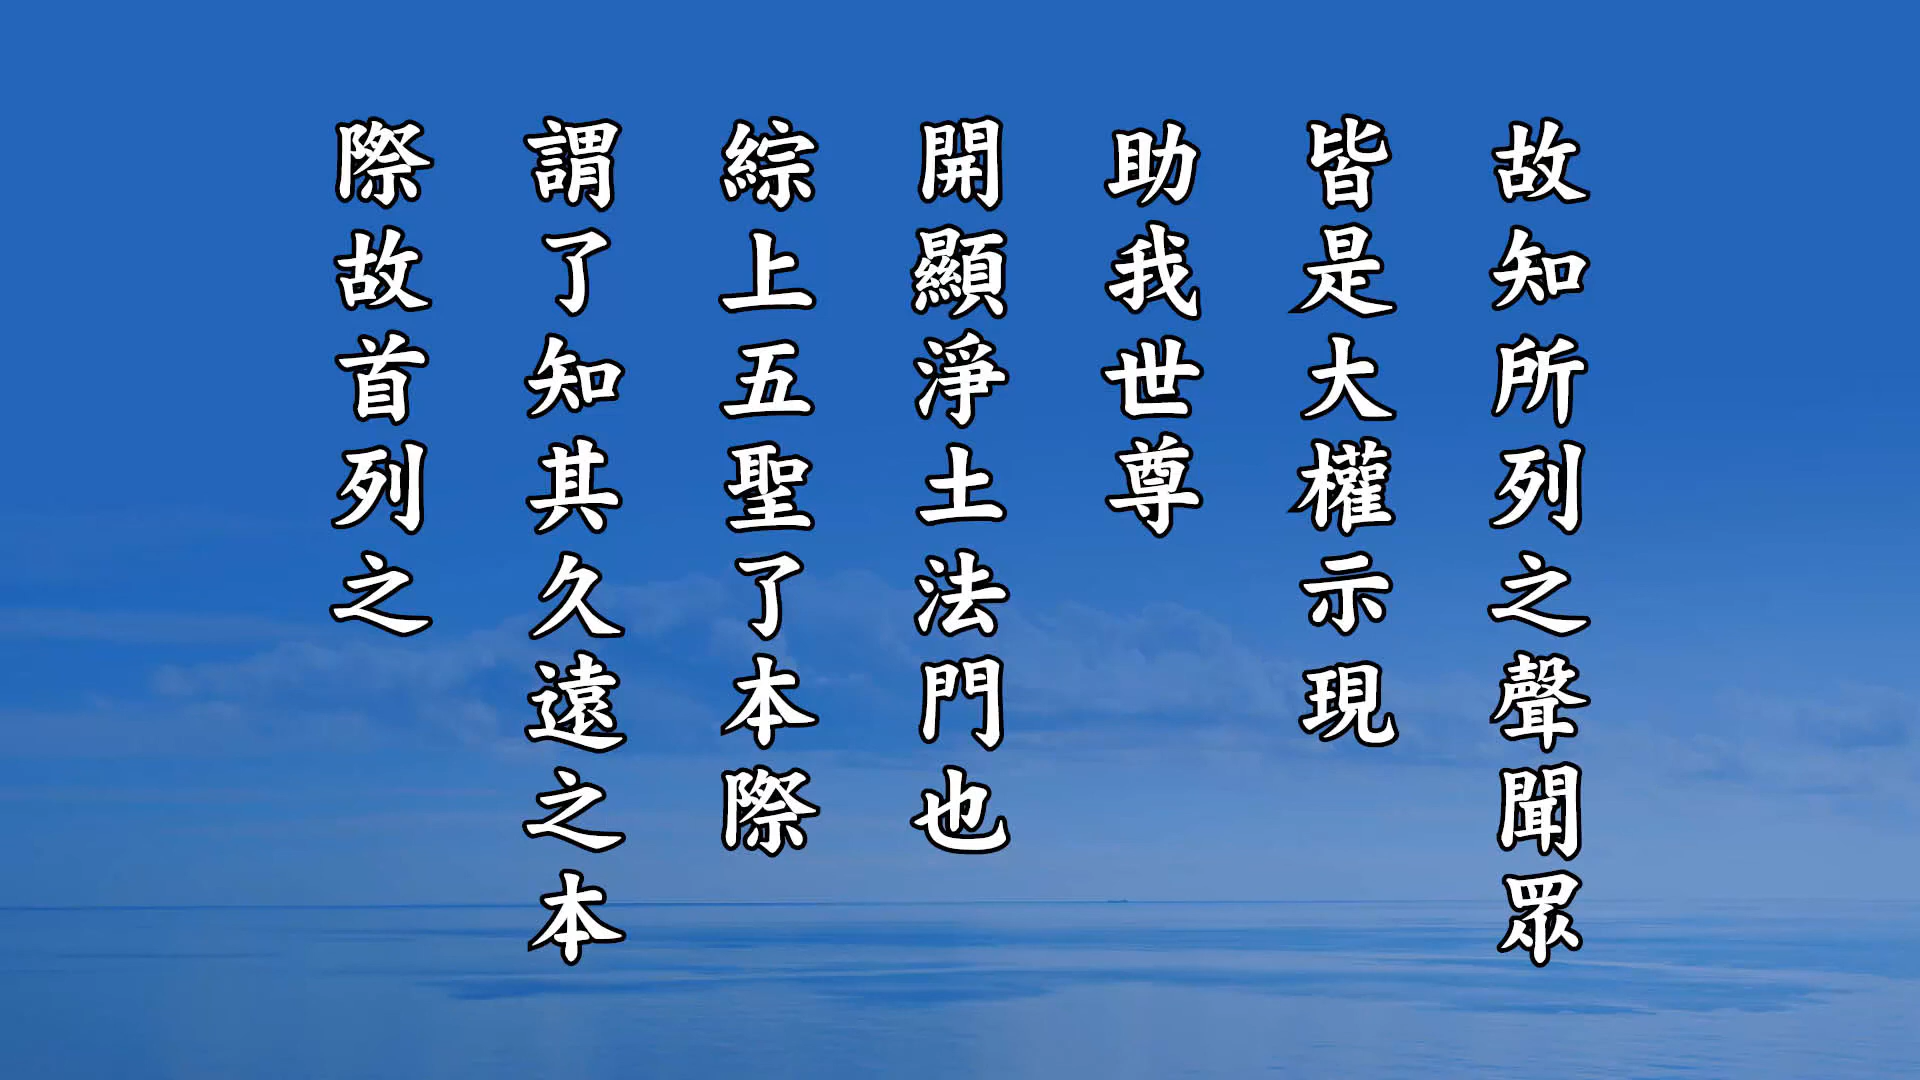 故知所列之聲聞眾
皆是大權示現
助我世尊
開顯淨土法門也
綜上五聖了本際
謂了知其久遠之本
際故首列之